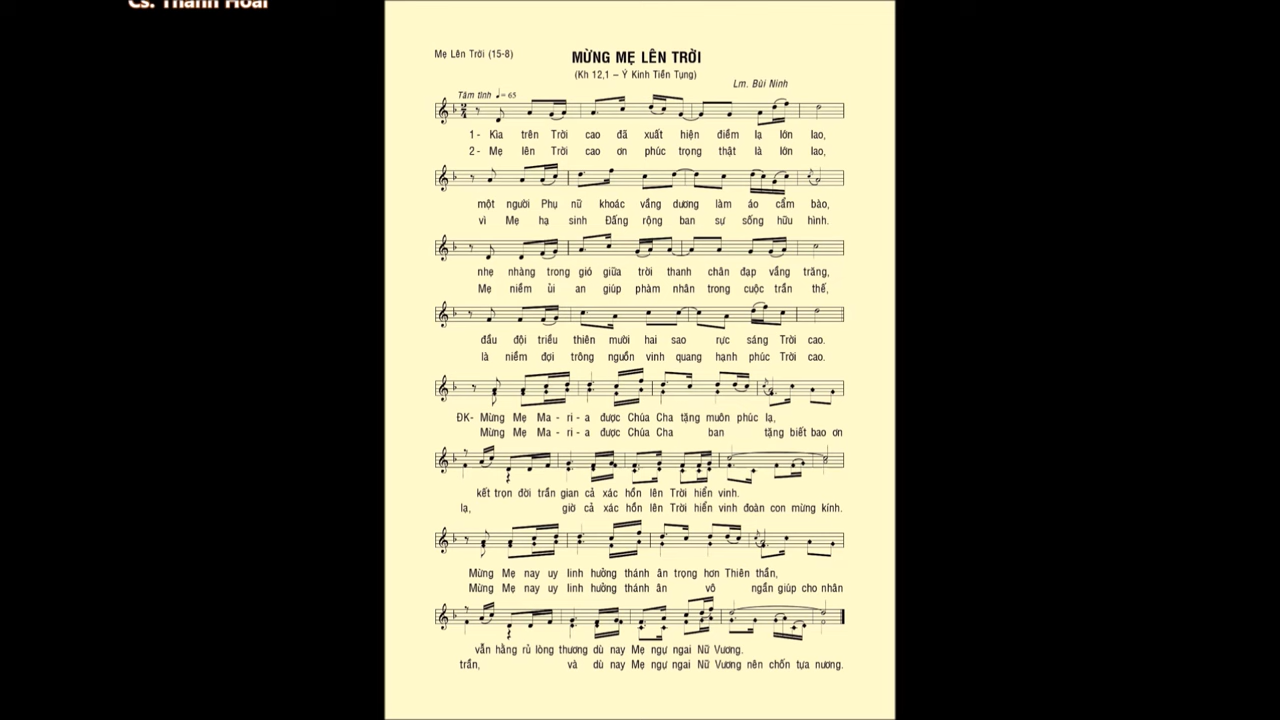 Cs. Thanh Hoài
Mẹ Lên Trời (15-8)
MỪNG MẸ LÊN TRỜI
(Kh 12,1 – Ý Kinh Tiền Tụng)
Lm. Bùi Ninh
Tâm tình ♩= 65
1- Kìa trên Trời cao đã xuất hiện điềm lạ lớn lao,
2- Mẹ lên Trời cao ơn phúc trọng thật là lớn lao,
một người Phụ nữ khoác vầng dương làm áo cẩm bào,
vì Mẹ hạ sinh Đấng rộng ban sự sống hữu hình.
nhẹ nhàng trong gió giữa trời thanh chân đạp vầng trăng,
Mẹ niềm ủi an giúp phàm nhân trong cuộc trần thế,
đầu đội triều thiên mười hai sao rực sáng Trời cao.
là niềm đợi trông nguồn vinh quang hạnh phúc Trời cao.
ĐK- Mừng Mẹ Ma - ri - a được Chúa Cha tặng muôn phúc lạ,
Mừng Mẹ Ma - ri - a được Chúa Cha ban tặng biết bao ơn
kết trọn đời trần gian cả xác hồn lên Trời hiển vinh.
lạ, giờ cả xác hồn lên Trời hiển vinh đoàn con mừng kính.
Mừng Mẹ nay uy linh hưởng thánh ân trọng hơn Thiên thần,
Mừng Mẹ nay uy linh hưởng thánh ân vô ngần giúp cho nhân
vẫn hằng rủ lòng thương dù nay Mẹ ngự ngai Nữ Vương.
trần, và dù nay Mẹ ngự ngai Nữ Vương nên chốn tựa nương.